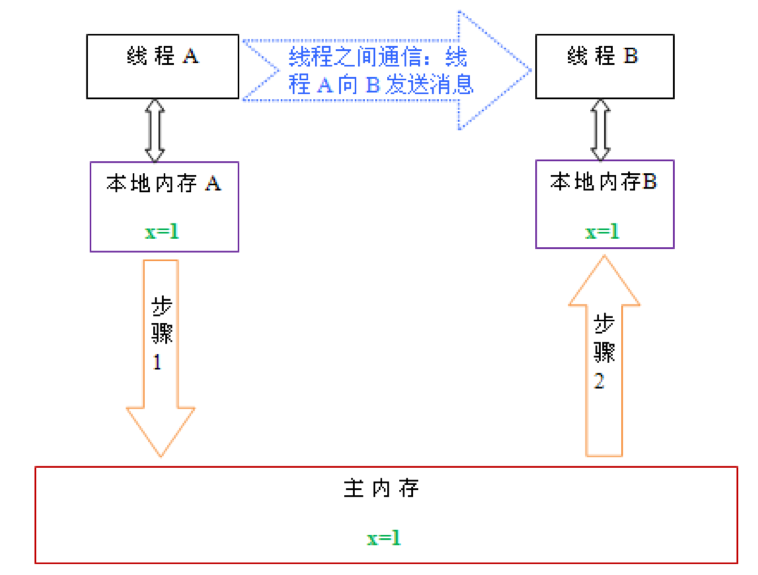 线程 A
线程之间通信：线
程 A 向 B 发送消息
线程 B
本地内存 A
x=1
本地内存B
x=1
步
骤
1
步
骤
2
主内存
x=1